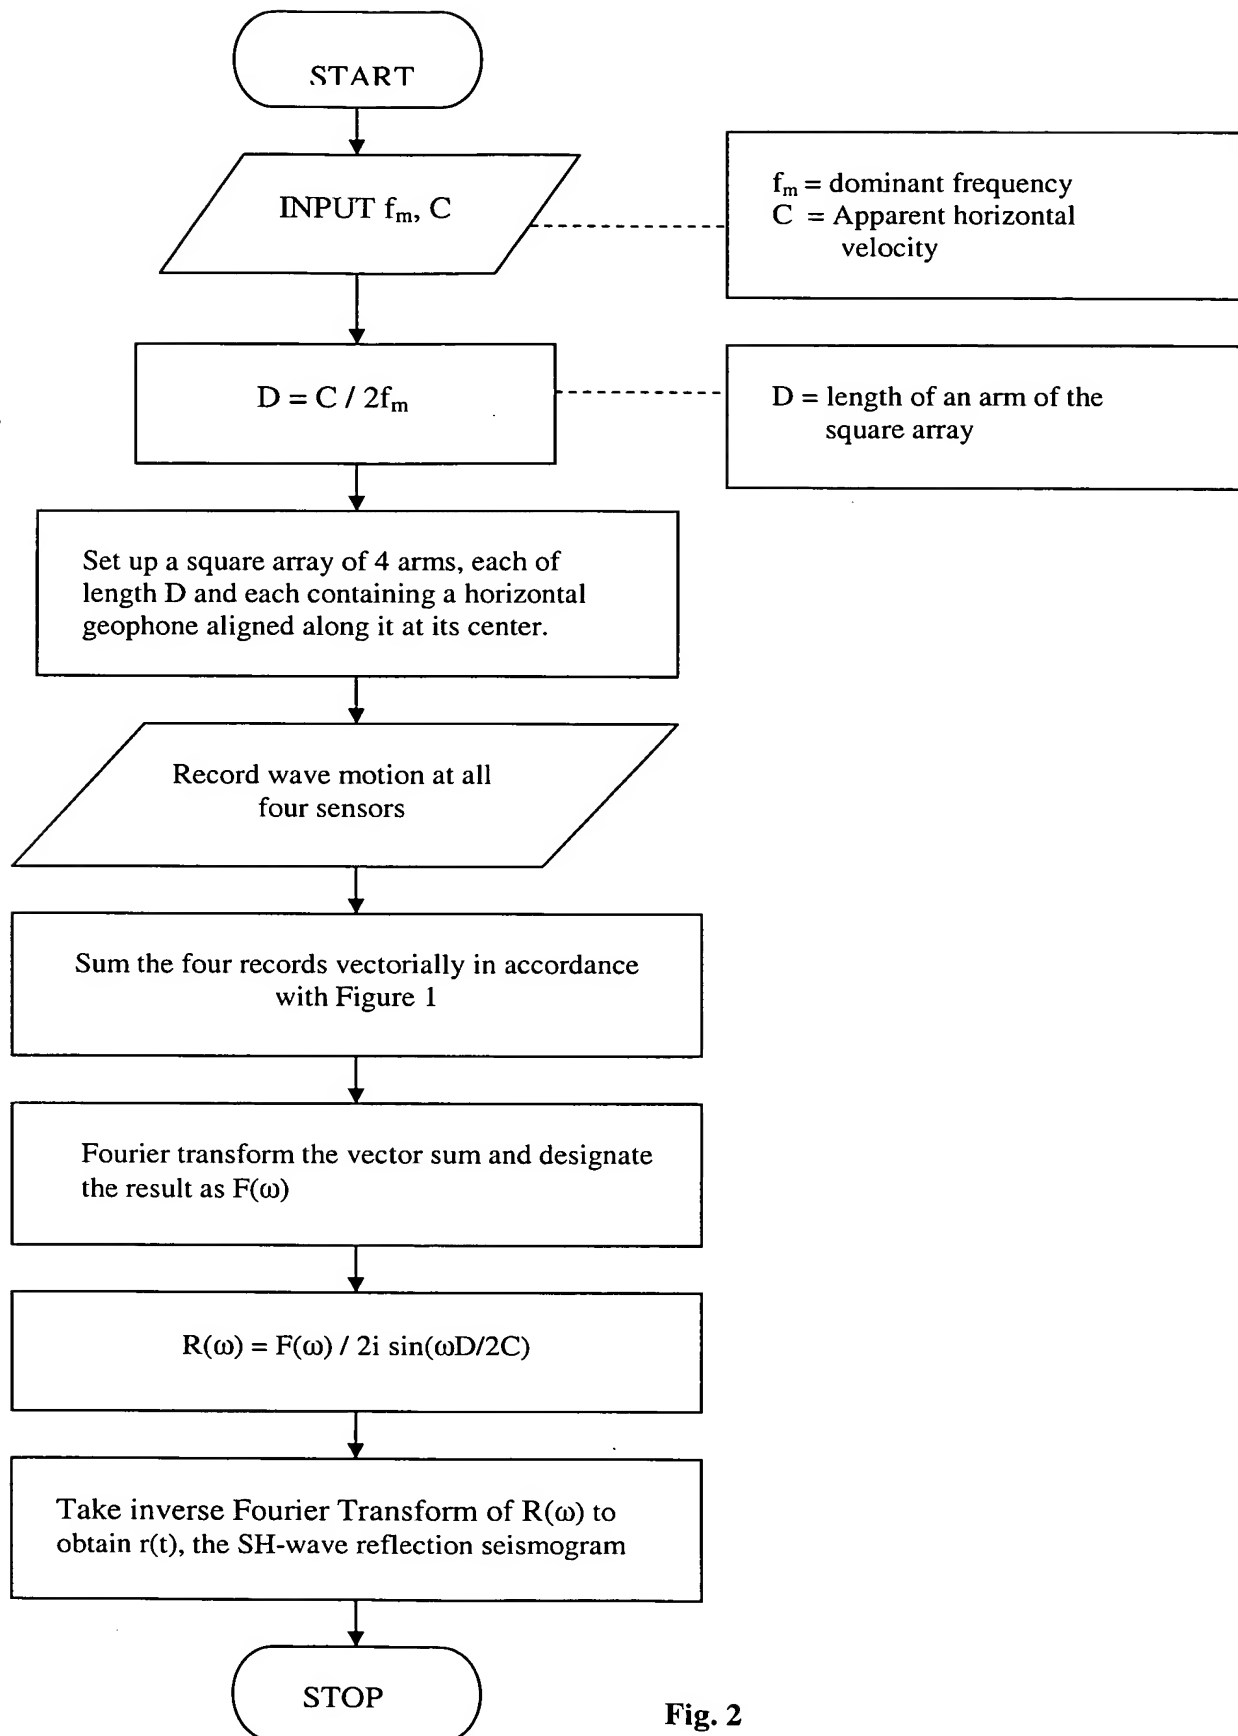 START
INPUT fₘ, C
fₘ = dominant frequency
C = Apparent horizontal
velocity
D = C / 2fₘ
D = length of an arm of the
square array
Set up a square array of 4 arms, each of
length D and each containing a horizontal
geophone aligned along it at its center.
Record wave motion at all
four sensors
Sum the four records vectorially in accordance
with Figure 1
Fourier transform the vector sum and designate
the result as F(ω)
R(ω) = F(ω) / 2i sin(ωD/2C)
Take inverse Fourier Transform of R(ω) to
obtain r(t), the SH-wave reflection seismogram
STOP
Fig. 2